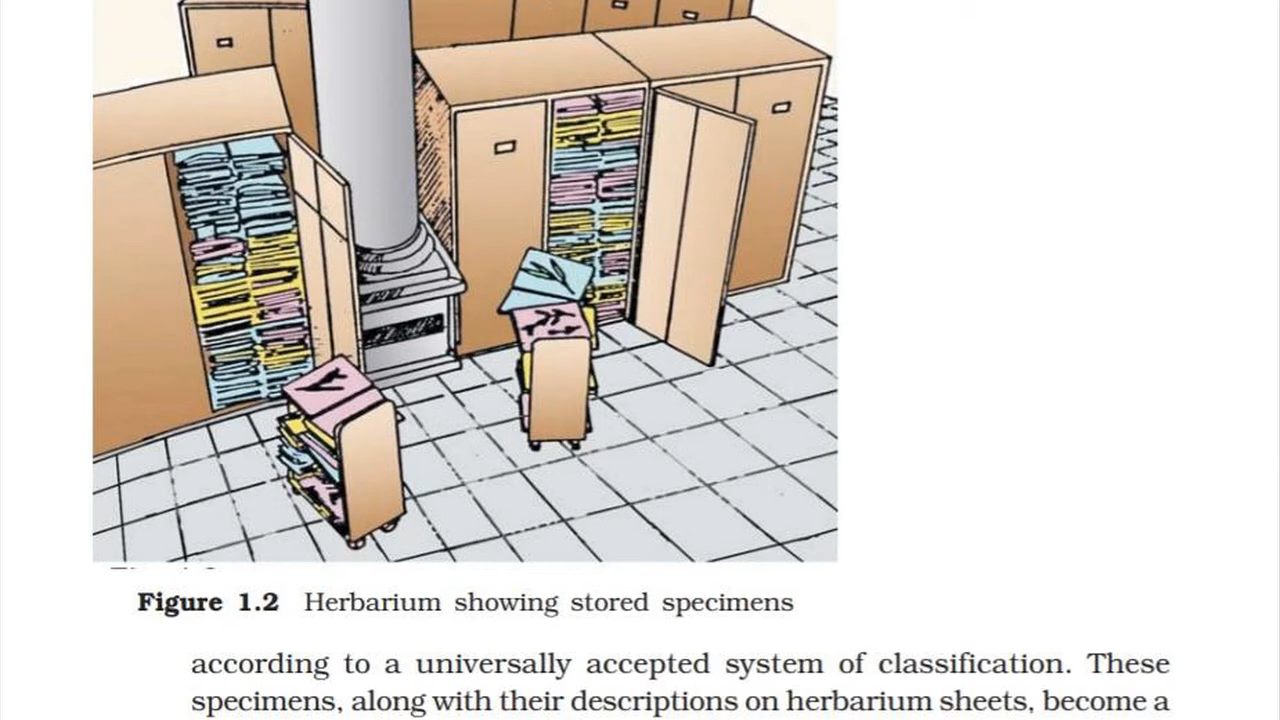 Figure 1.2 Herbarium showing stored specimens
according to a universally accepted system of classification. These
specimens, along with their descriptions on herbarium sheets, become a